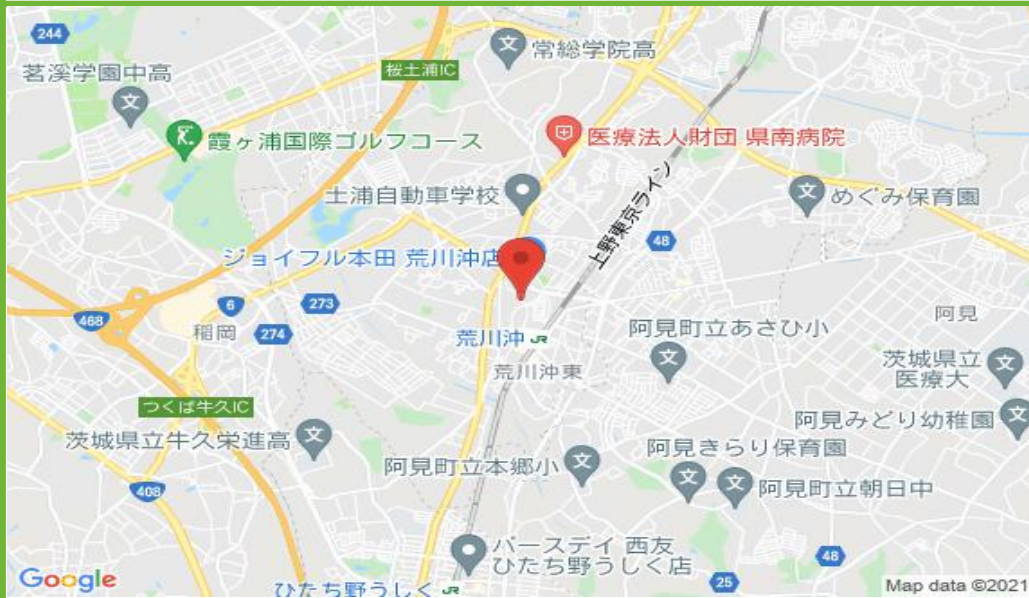 244
茗溪学園中高
桜土浦IC
常総学院高
霞ヶ浦国際ゴルフコース
医療法人財団 県南病院
土浦自動車学校
上野東京ライン
めぐみ保育園
ジョイフル本田 荒川沖店
48
6
273
468
稲岡
274
荒川沖 JR
荒川沖東
阿見町立あさひ小
阿見
茨城県立
医療大
つくば牛久IC
茨城県立牛久栄進高
阿見みどり幼稚園
阿見町立本郷小
阿見きらり保育園
阿見町立朝日中
408
バースデイ 西友
ひたち野うしく店
48
25
Google
ひたち野うしく JR
Map data ©2021